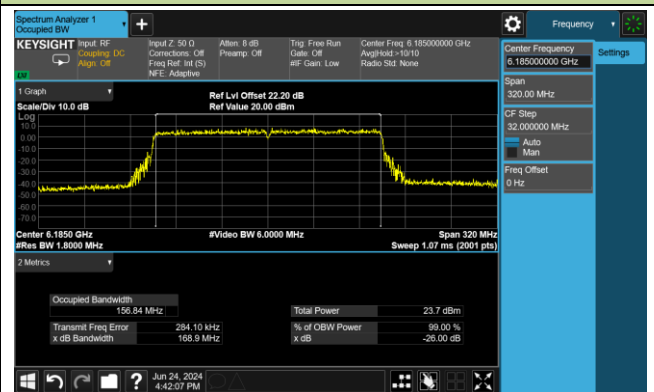 Spectrum Analyzer 1
Occupied BW
Frequency
KEYSIGHT
Input: RF
Coupling: DC
Align: Off
Input Z: 50 Ω
Corrections: Off
Freq Ref: Int (S)
NFE: Adaptive
Atten: 8 dB
Preamp: Off
Trig: Free Run
Gate: Off
#IF Gain: Low
Center Freq: 6.185000000 GHz
Avg|Hold:>10/10
Radio Std: None
1 Graph
Scale/Div 10.0 dB
Ref Lvl Offset 22.20 dB
Ref Value 20.00 dBm
Log
10.0
0.00
-10.0
-20.0
-30.0
-40.0
-50.0
-60.0
-70.0
Center 6.1850 GHz
#Res BW 1.8000 MHz
#Video BW 6.0000 MHz
Span 320 MHz
Sweep 1.07 ms (2001 pts)
2 Metrics
Occupied Bandwidth
156.84 MHz
Transmit Freq Error 284.10 kHz
x dB Bandwidth 168.9 MHz
Total Power 23.7 dBm
% of OBW Power 99.00 %
x dB -26.00 dB
Center Frequency
6.185000000 GHz
Settings
Span
320.00 MHz
CF Step
32.000000 MHz
Auto
Man
Freq Offset
0 Hz
?
Jun 24, 2024
4:42:07 PM